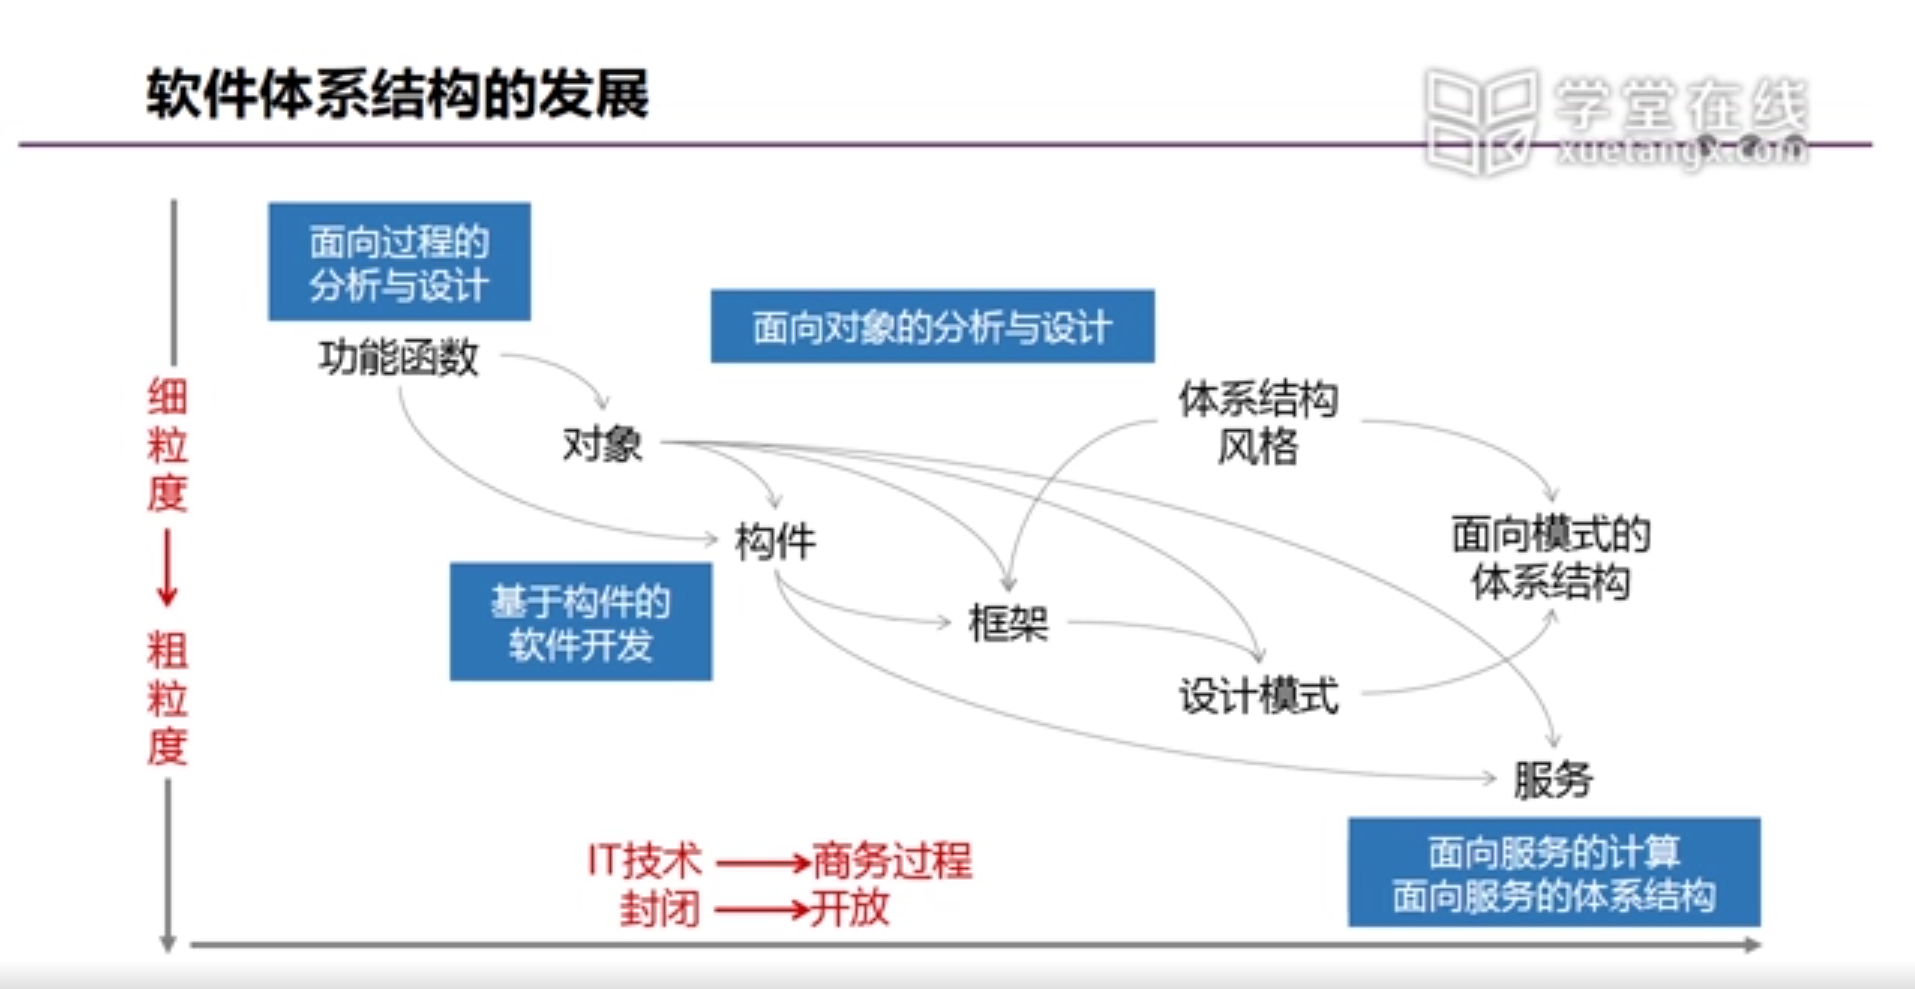 软件体系结构的发展
学堂在线
xuetangx.com
面向过程的
分析与设计
功能函数
面向对象的分析与设计
对象
体系结构
风格
构件
面向模式的
体系结构
基于构件的
软件开发
框架
设计模式
服务
面向服务的计算
面向服务的体系结构
细
粒
度
粗
粒
度
IT技术 商务过程
封闭 开放